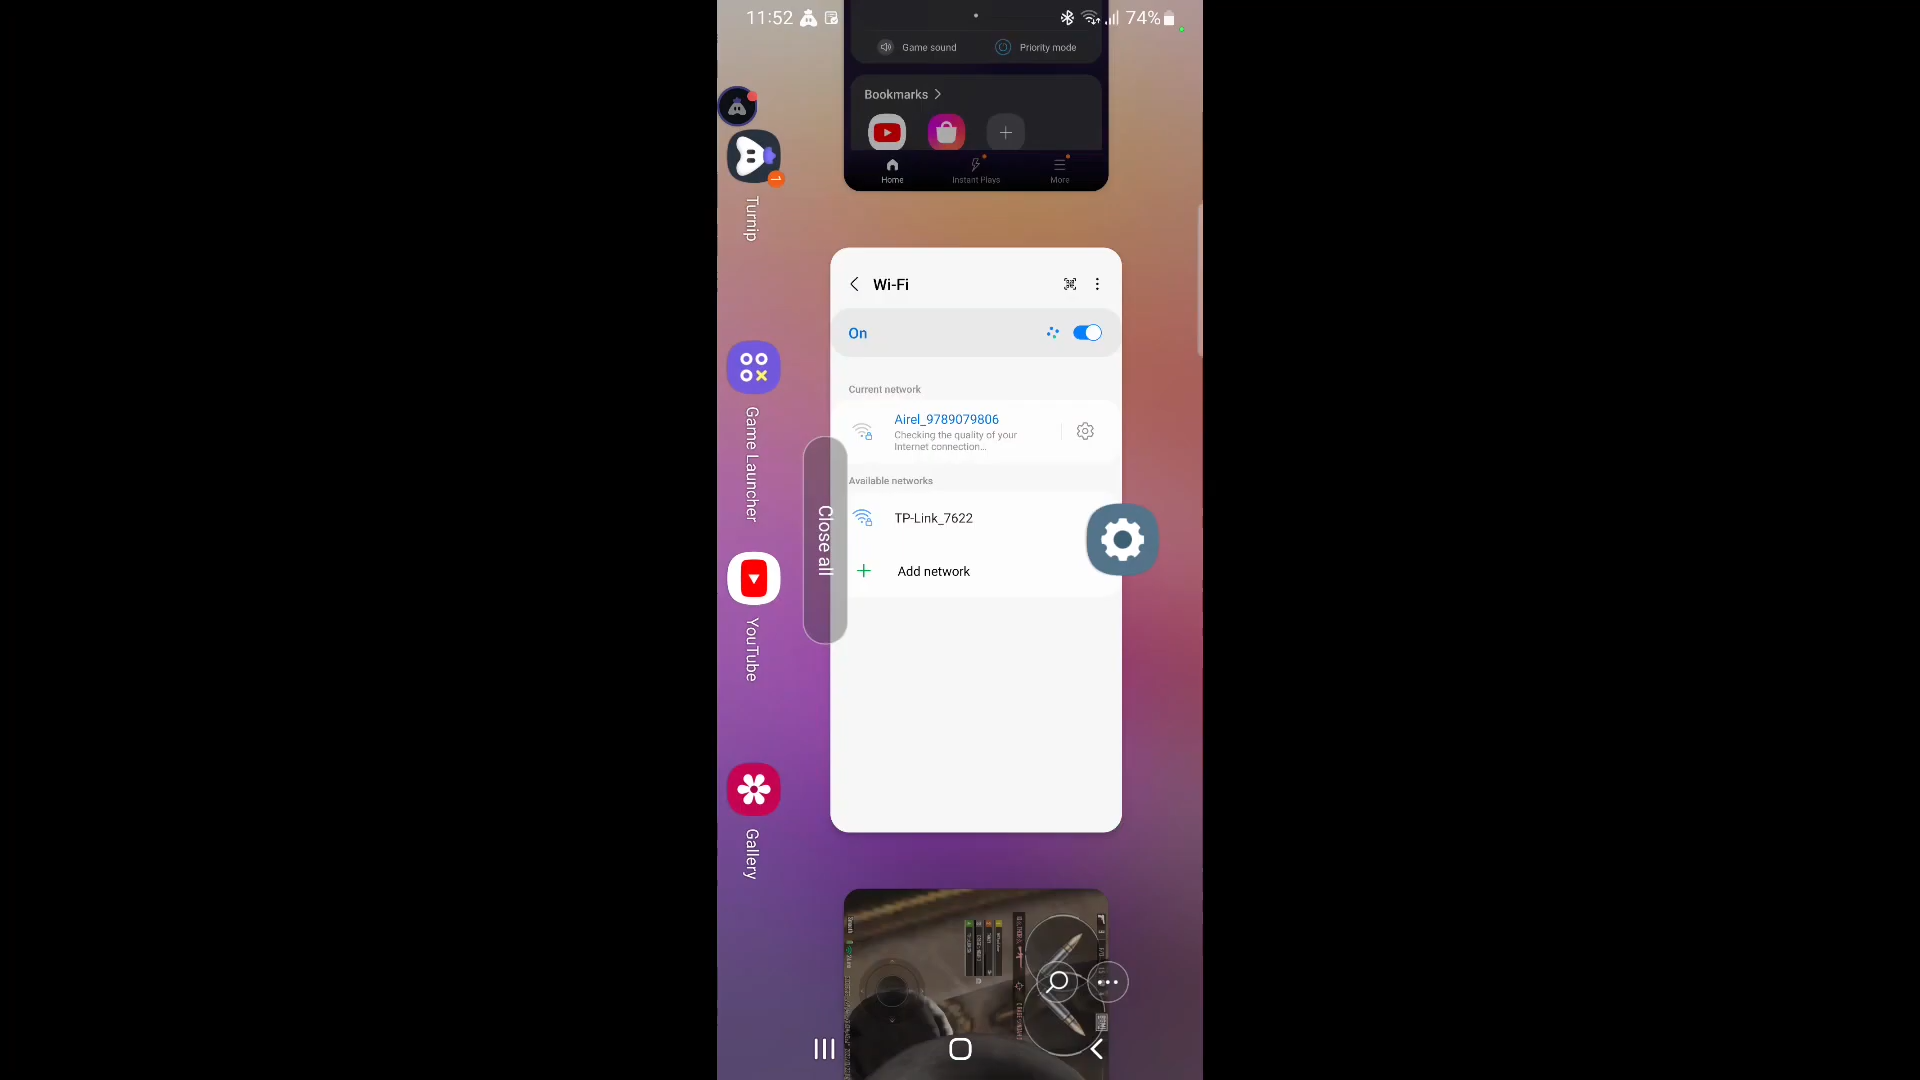 11:52
74%
Game sound
Priority mode
Bookmarks
Home
Instant Plays
More
Turnip
Game Launcher
YouTube
Gallery
Close all
Wi-Fi
On
Current network
Airel_9789079806
Checking the quality of your
Internet connection...
Available networks
TP-Link_7622
Add network